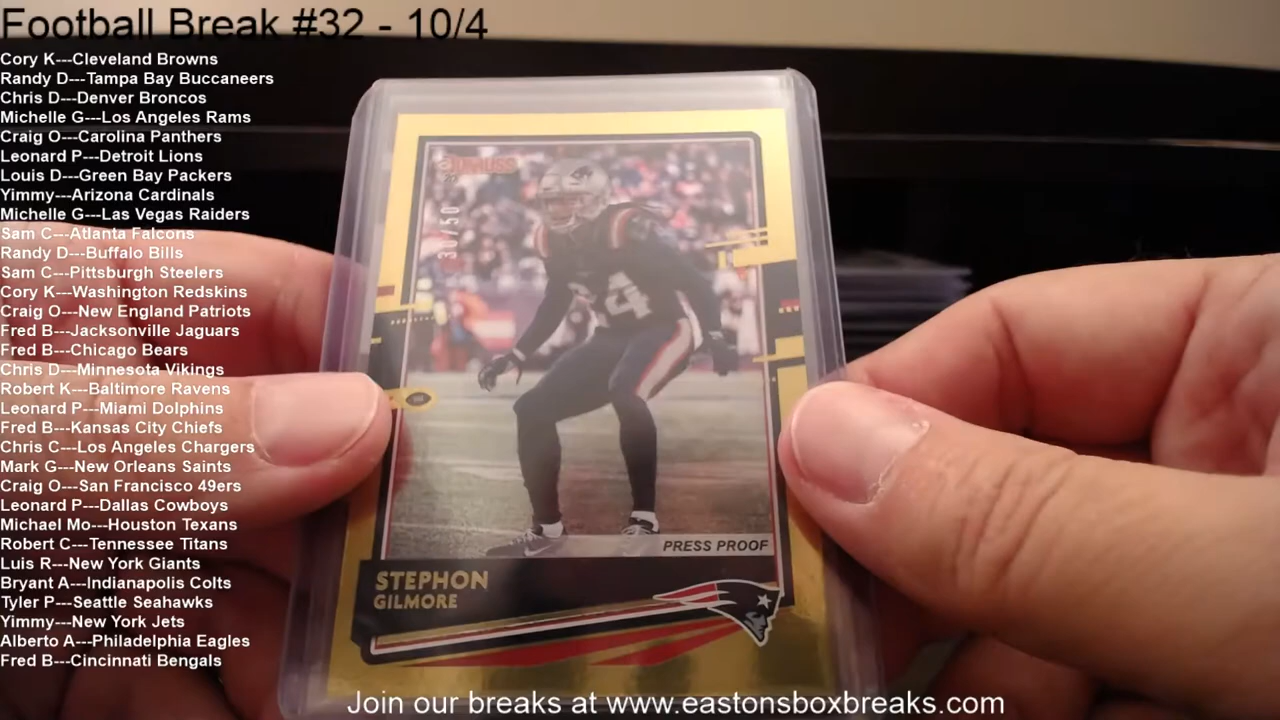 Football Break #32 - 10/4
Cory K---Cleveland Browns
Randy D---Tampa Bay Buccaneers
Chris D---Denver Broncos
Michelle G---Los Angeles Rams
Craig O---Carolina Panthers
Leonard P---Detroit Lions
Louis D---Green Bay Packers
Yimmy---Arizona Cardinals
Michelle G---Las Vegas Raiders
Sam C---Atlanta Falcons
Randy D---Buffalo Bills
Sam C---Pittsburgh Steelers
Cory K---Washington Redskins
Craig O---New England Patriots
Fred B---Jacksonville Jaguars
Fred B---Chicago Bears
Chris D---Minnesota Vikings
Robert K---Baltimore Ravens
Leonard P---Miami Dolphins
Fred B---Kansas City Chiefs
Chris C---Los Angeles Chargers
Mark G---New Orleans Saints
Craig O---San Francisco 49ers
Leonard P---Dallas Cowboys
Michael Mo---Houston Texans
Robert C---Tennessee Titans
Luis R---New York Giants
Bryant A---Indianapolis Colts
Tyler P---Seattle Seahawks
Yimmy---New York Jets
Alberto A---Philadelphia Eagles
Fred B---Cincinnati Bengals
Donruss
30/50
24
PRESS PROOF
STEPHON
GILMORE
Join our breaks at www.eastonsboxbreaks.com